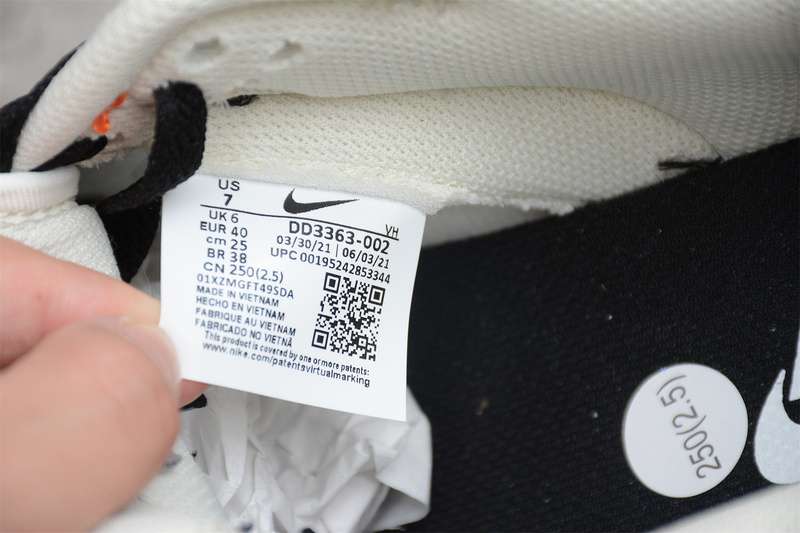 US
7
UK 6
EUR 40
cm 25
BR 38
CN 250(2.5)
VH
DD3363-002
03/30/21 | 06/03/21
UPC 00195242853344
01XZMGFT49SDA
MADE IN VIETNAM
HECHO EN VIETNAM
FABRIQUE AU VIETNAM
FABRICADO NO VIETNÃ
This product is covered by one or more patents:
www.nike.com/patentsvirtualmarking
250(2.5)